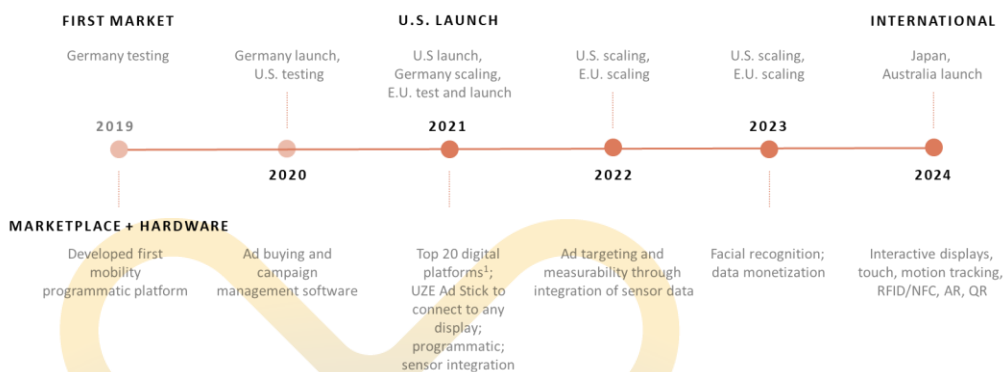 FIRST MARKET
U.S. LAUNCH
INTERNATIONAL
Germany testing
Germany launch,
U.S. testing
U.S launch,
Germany scaling,
E.U. test and launch
U.S. scaling,
E.U. scaling
U.S. scaling,
E.U. scaling
Japan,
Australia launch
2019
2020
2021
2022
2023
2024
MARKETPLACE + HARDWARE
Developed first
mobility
programmatic platform
Ad buying and
campaign
management software
Top 20 digital
platforms¹;
UZE Ad Stick to
connect to any
display;
programmatic;
sensor integration
Ad targeting and
measurability through
integration of sensor data
Facial recognition;
data monetization
Interactive displays,
touch, motion tracking,
RFID/NFC, AR, QR